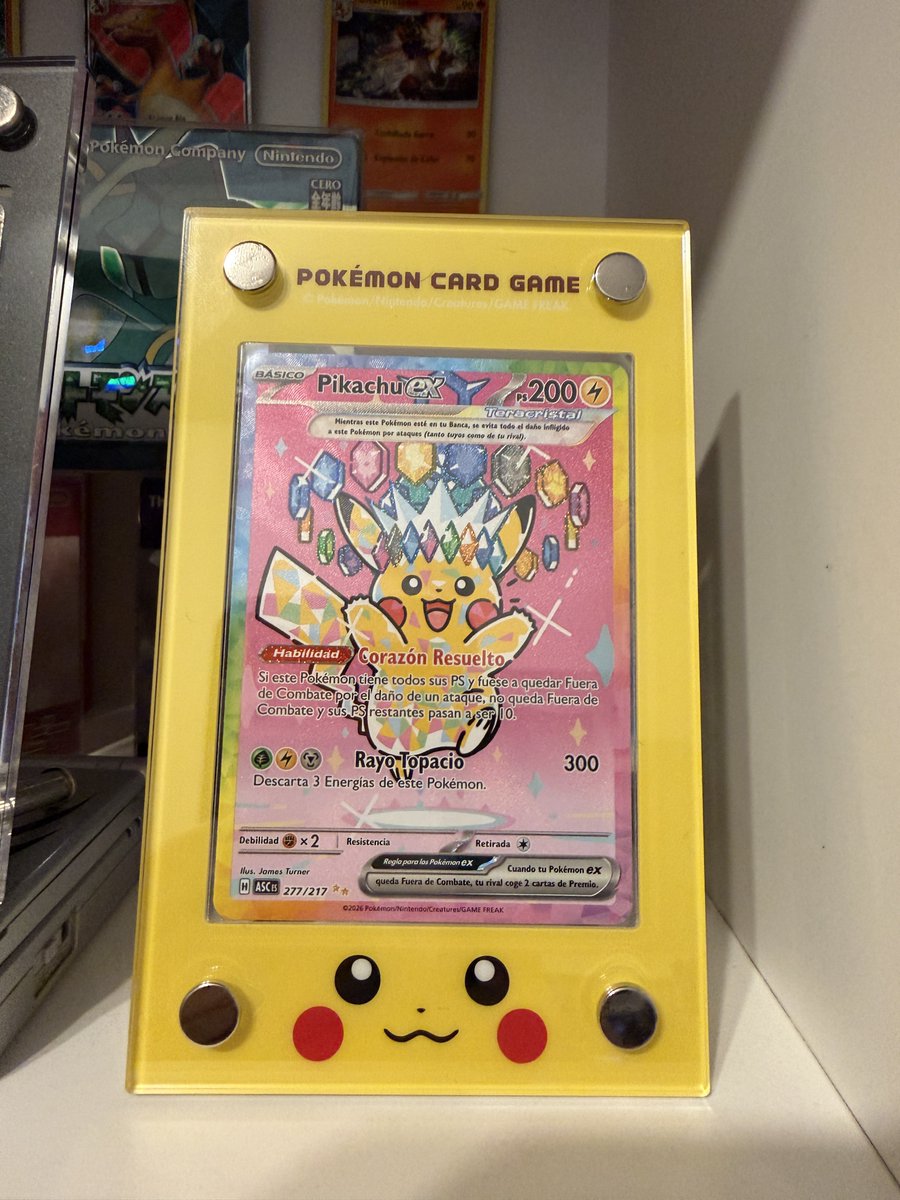 Pokémon Company Nintendo
CERO
POKÉMON CARD GAME
© Pokémon/Nintendo/Creatures/GAME FREAK
BÁSICO Pikachu ex PS 200
Teracristal
Mientras este Pokémon esté en tu Banca, se evita todo el daño infligido
a este Pokémon por ataques (tanto tuyos como de tu rival).
Habilidad Corazón Resuelto
Si este Pokémon tiene todos sus PS y fuese a quedar Fuera
de Combate por el daño de un ataque, no queda Fuera de
Combate y sus PS restantes pasan a ser 10.
Rayo Topacio 300
Descarta 3 Energías de este Pokémon.
Debilidad ×2 Resistencia Retirada
Regla para los Pokémon ex Cuando tu Pokémon ex
queda Fuera de Combate, tu rival coge 2 cartas de Premio.
Ilus. James Turner
H ASC ES 277/217
©2026 Pokémon/Nintendo/Creatures/GAME FREAK